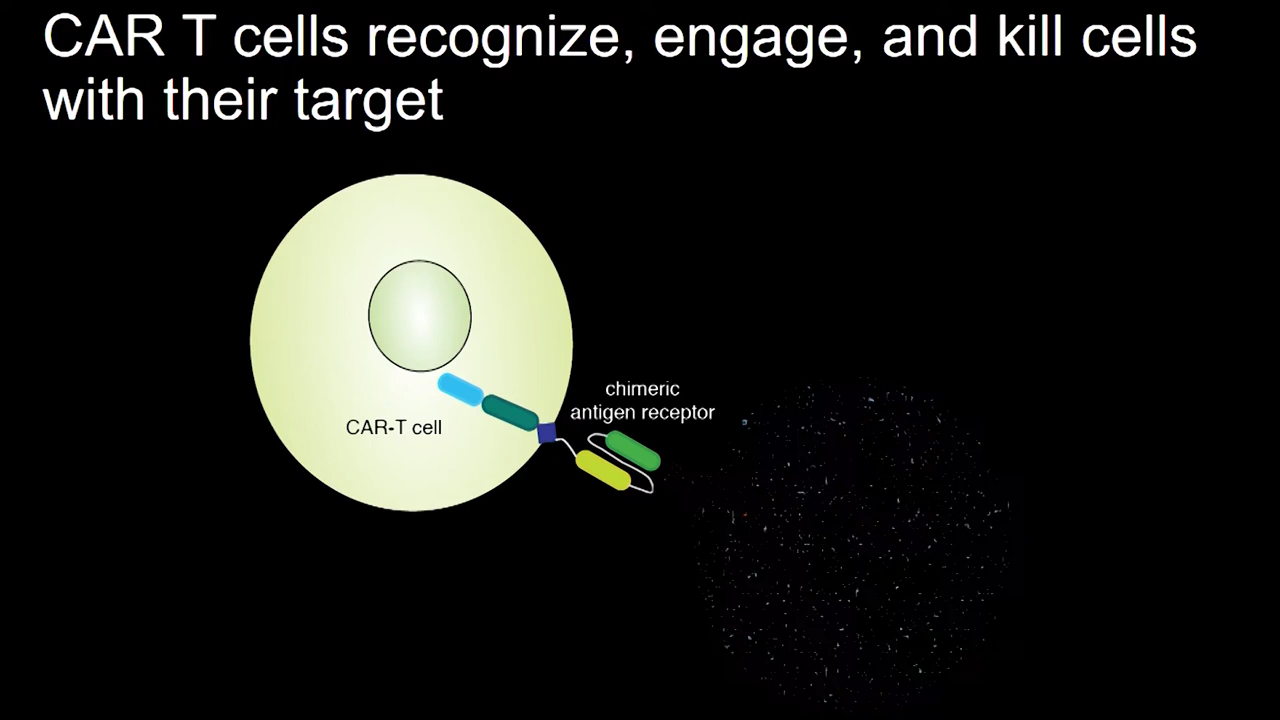 CAR T cells recognize, engage, and kill cells
with their target
chimeric
antigen receptor
CAR-T cell